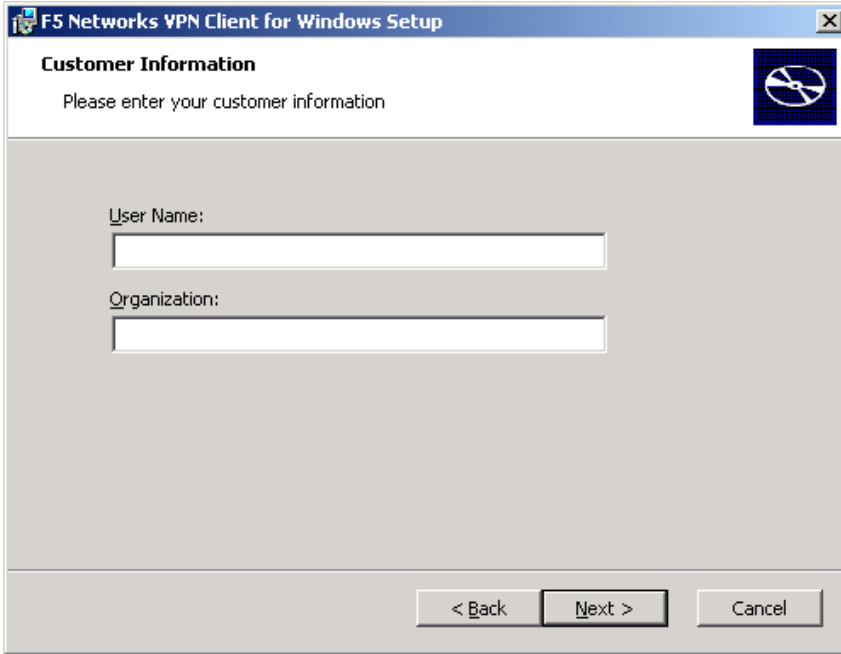 F5 Networks VPN Client for Windows Setup
Customer Information
Please enter your customer information
User Name:
Organization:
< Back Next > Cancel